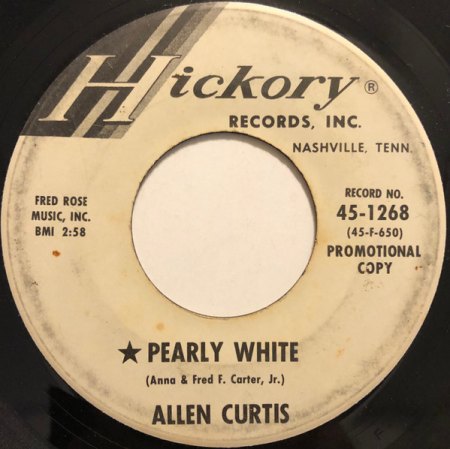 Hickory®
RECORDS, INC.
NASHVILLE, TENN.
FRED ROSE
MUSIC, INC.
BMI 2:58
RECORD NO.
45-1268
(45-F-650)
PROMOTIONAL
COPY
★ PEARLY WHITE
(Anna & Fred F. Carter, Jr.)
ALLEN CURTIS